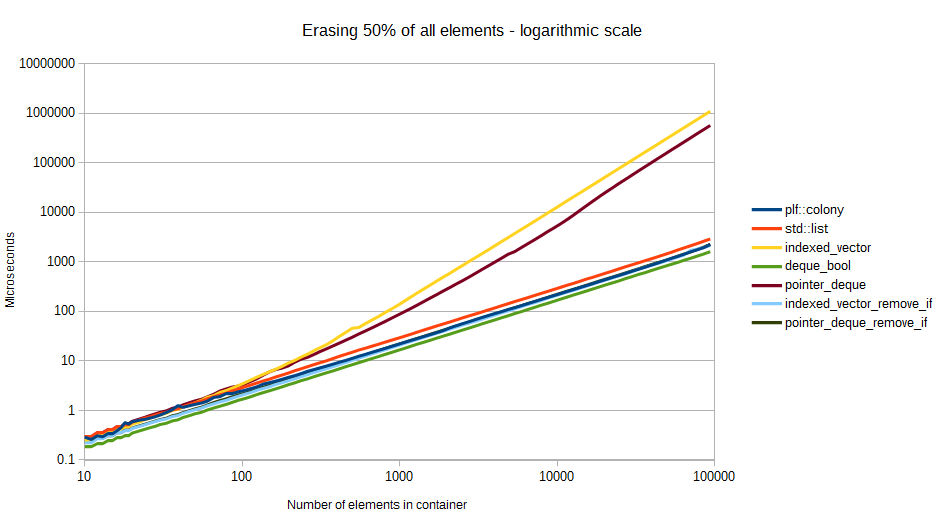 Erasing 50% of all elements - logarithmic scale
10000000
1000000
100000
10000
1000
100
10
1
0.1
Microseconds
10
100
1000
10000
100000
Number of elements in container
plf::colony
std::list
indexed_vector
deque_bool
pointer_deque
indexed_vector_remove_if
pointer_deque_remove_if